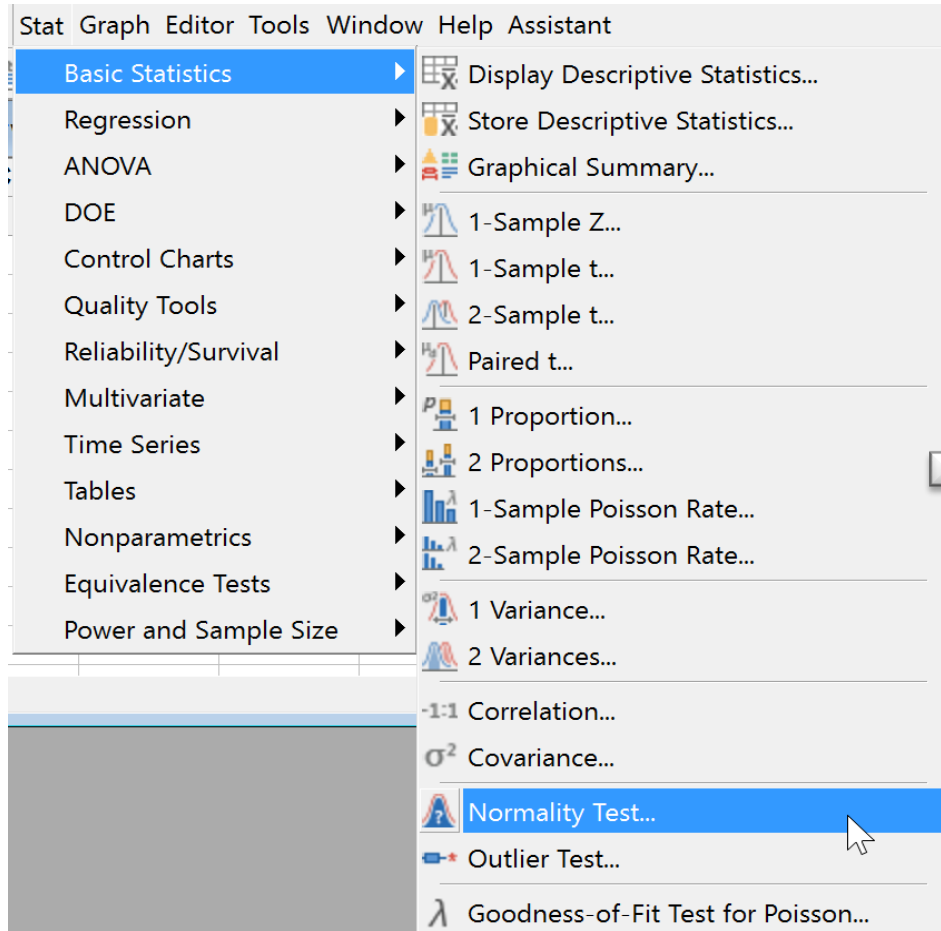 Stat Graph Editor Tools Window Help Assistant
Basic Statistics
Regression
ANOVA
DOE
Control Charts
Quality Tools
Reliability/Survival
Multivariate
Time Series
Tables
Nonparametrics
Equivalence Tests
Power and Sample Size
Display Descriptive Statistics...
Store Descriptive Statistics...
Graphical Summary...
1-Sample Z...
1-Sample t...
2-Sample t...
Paired t...
1 Proportion...
2 Proportions...
1-Sample Poisson Rate...
2-Sample Poisson Rate...
1 Variance...
2 Variances...
-1:1 Correlation...
σ² Covariance...
Normality Test...
Outlier Test...
λ Goodness-of-Fit Test for Poisson...